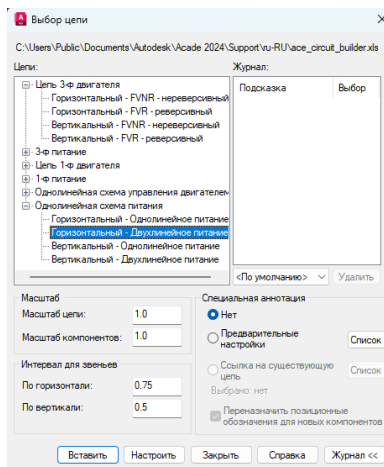 Выбор цепи
C:\Users\Public\Documents\Autodesk\Acade 2024\Support\ru-RU\ace_circuit_builder.xls
Цепи:
Журнал:
Подсказка Выбор
Цепь 3-ф двигателя
Горизонтальный - FVNR - нереверсивный
Горизонтальный - FVR - реверсивный
Вертикальный - FVNR - нереверсивный
Вертикальный - FVR - реверсивный
3-ф питание
Цепь 1-ф двигателя
1-ф питание
Однолинейная схема управления двигателем
Однолинейная схема питания
Горизонтальный - Однолинейное питание
Горизонтальный - Двухлинейное питание
Вертикальный - Однолинейное питание
Вертикальный - Двухлинейное питание
<По умолчанию> Удалить
Масштаб
Масштаб цепи: 1.0
Масштаб компонентов: 1.0
Интервал для звеньев
По горизонтали: 0.75
По вертикали: 0.5
Специальная аннотация
Нет
Предварительные
настройки
Список
Ссылка на существующую
цепь
Список
Выбрано: нет
Переназначить позиционные
обозначения для новых компонентов
Вставить Настроить Закрыть Справка Журнал <<